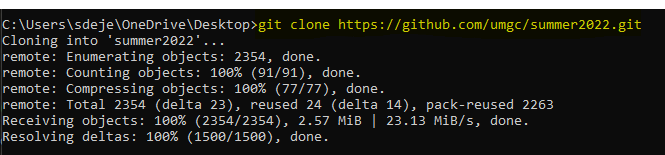 C:\Users\sdeje\OneDrive\Desktop>git clone https://github.com/umgc/summer2022.git
Cloning into 'summer2022'...
remote: Enumerating objects: 2354, done.
remote: Counting objects: 100% (91/91), done.
remote: Compressing objects: 100% (77/77), done.
remote: Total 2354 (delta 23), reused 24 (delta 14), pack-reused 2263
Receiving objects: 100% (2354/2354), 2.57 MiB | 23.13 MiB/s, done.
Resolving deltas: 100% (1500/1500), done.